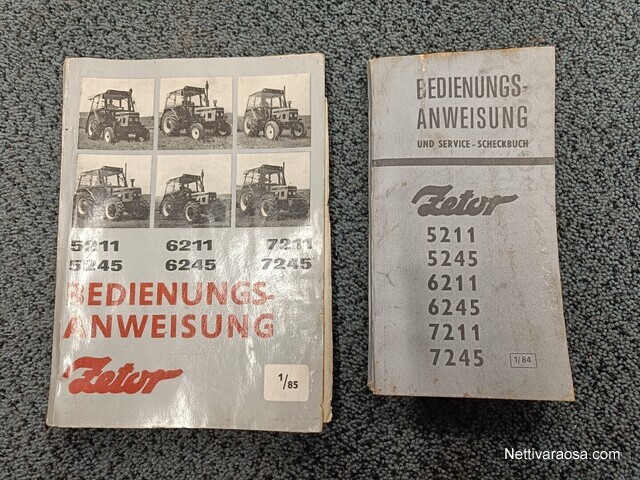 5211 6211 7211
5245 6245 7245
BEDIENUNGS-
ANWEISUNG
Zetor
1/85
BEDIENUNGS-
ANWEISUNG
UND SERVICE-SCHECKBUCH
Zetor
5211
5245
6211
6245
7211
7245
1/84
Nettivaraosa.com